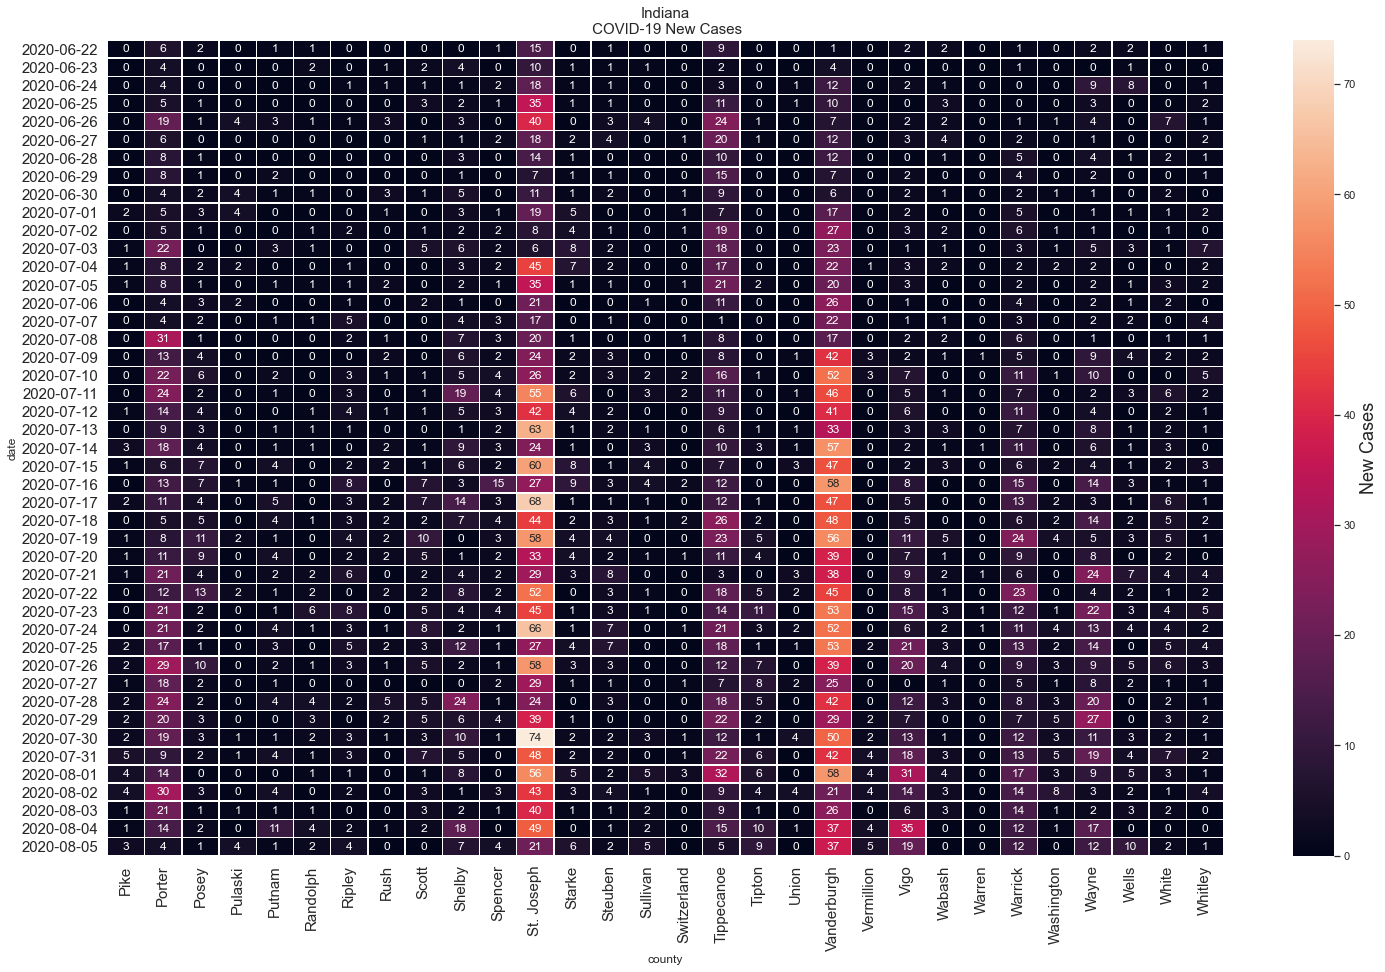 Indiana
COVID-19 New Cases
2020-06-22 0 6 2 0 1 1 0 0 0 0 1 15 0 1 0 0 9 0 0 1 0 2 2 0 1 0 2 2 0 1
2020-06-23 0 4 0 0 0 2 0 1 2 4 0 10 1 1 1 0 2 0 0 4 0 0 0 0 1 0 0 1 0 0
2020-06-24 0 4 0 0 0 0 1 1 1 1 2 18 1 1 0 0 3 0 1 12 0 2 1 0 0 0 9 8 0 1
2020-06-25 0 5 1 0 0 0 0 0 3 2 1 35 1 1 0 0 11 0 1 10 0 0 3 0 0 0 3 0 0 2
2020-06-26 0 19 1 4 3 1 1 3 0 3 0 40 0 3 4 0 24 1 0 7 0 2 2 0 1 1 4 0 7 1
2020-06-27 0 6 0 0 0 0 0 0 1 1 2 18 2 4 0 1 20 1 0 12 0 3 4 0 2 0 1 0 0 2
2020-06-28 0 8 1 0 0 0 0 0 0 3 0 14 1 0 0 0 10 0 0 12 0 0 1 0 5 0 4 1 2 1
2020-06-29 0 8 1 0 2 0 0 0 0 1 0 7 1 1 0 0 15 0 0 7 0 2 0 0 4 0 2 0 0 1
2020-06-30 0 4 2 4 1 1 0 3 1 5 0 11 1 2 0 1 9 0 0 6 0 2 1 0 2 1 1 0 2 0
2020-07-01 2 5 3 4 0 0 0 1 0 3 1 19 5 0 0 1 7 0 0 17 0 2 0 0 5 0 1 1 1 2
2020-07-02 0 5 1 0 0 1 2 0 1 2 2 8 4 1 0 1 19 0 0 27 0 3 2 0 6 1 1 0 1 0
2020-07-03 1 22 0 0 3 1 0 0 5 6 2 6 8 2 0 0 18 0 0 23 0 1 1 0 3 1 5 3 1 7
2020-07-04 1 8 2 2 0 0 1 0 0 3 2 45 7 2 0 0 17 0 0 22 1 3 2 0 2 2 2 0 0 2
2020-07-05 1 8 1 0 1 1 1 2 0 2 1 35 1 1 0 1 21 2 0 20 0 3 0 0 2 0 2 1 3 2
2020-07-06 0 4 3 2 0 0 1 0 2 1 0 21 0 0 1 0 11 0 0 26 0 1 0 0 4 0 2 1 2 0
2020-07-07 0 4 2 0 1 1 5 0 0 4 3 17 0 1 0 0 1 0 0 22 0 1 1 0 3 0 2 2 0 4
2020-07-08 0 31 1 0 0 0 2 1 0 7 3 20 1 0 0 1 8 0 0 17 0 2 2 0 6 0 1 0 1 1
2020-07-09 0 13 4 0 0 0 0 2 0 6 2 24 2 3 0 0 8 0 1 42 3 2 1 1 5 0 9 4 2 2
2020-07-10 0 22 6 0 2 0 3 1 1 5 4 26 2 3 2 2 16 1 0 52 3 7 0 0 11 1 10 0 0 5
2020-07-11 0 24 2 0 1 0 3 0 1 19 4 55 6 0 3 2 11 0 1 46 0 5 1 0 7 0 2 3 6 2
2020-07-12 1 14 4 0 0 1 4 1 1 5 3 42 4 2 0 0 9 0 0 41 0 6 0 0 11 0 4 0 2 1
2020-07-13 0 9 3 0 1 1 1 0 0 1 2 63 1 2 1 0 6 1 1 33 0 3 3 0 7 0 8 1 2 1
2020-07-14 3 18 4 0 1 1 0 2 1 9 3 24 1 0 3 0 10 3 1 57 0 2 1 1 11 0 6 1 3 0
2020-07-15 1 6 7 0 4 0 2 2 1 6 2 60 8 1 4 0 7 0 3 47 0 2 3 0 6 2 4 1 2 3
2020-07-16 0 13 7 1 1 0 8 0 7 3 15 27 9 3 4 2 12 0 0 58 0 8 0 0 15 0 14 3 1 1
2020-07-17 2 11 4 0 5 0 3 2 7 14 3 68 1 1 1 0 12 1 0 47 0 5 0 0 13 2 3 1 6 1
2020-07-18 0 5 5 0 4 1 3 2 2 7 4 44 2 3 1 2 26 2 0 48 0 5 0 0 6 2 14 2 5 2
2020-07-19 1 8 11 2 1 0 4 2 10 0 3 58 4 4 0 0 23 5 0 56 0 11 5 0 24 4 5 3 5 1
2020-07-20 1 11 9 0 4 0 2 2 5 1 2 33 4 2 1 1 11 4 0 39 0 7 1 0 9 0 8 0 2 0
2020-07-21 1 21 4 0 2 2 6 0 2 4 2 29 3 8 0 0 3 0 3 38 0 9 2 1 6 0 24 7 4 4
2020-07-22 0 12 13 2 1 2 0 2 2 8 2 52 2 3 1 0 18 5 2 45 0 8 1 0 23 0 4 2 1 2
2020-07-23 0 21 2 0 1 6 8 0 5 4 4 45 1 3 1 0 14 11 0 53 0 15 3 1 12 1 22 3 4 5
2020-07-24 0 21 2 0 4 1 3 1 8 2 1 66 1 7 0 1 21 3 2 52 0 6 2 1 11 4 13 4 4 2
2020-07-25 2 17 1 0 3 0 5 2 3 12 1 27 4 7 0 0 18 1 1 53 2 21 3 0 13 2 14 0 5 4
2020-07-26 2 29 10 0 2 1 3 1 5 2 1 58 3 3 0 0 12 7 0 39 0 20 4 0 9 3 9 5 6 3
2020-07-27 1 18 2 0 1 0 0 0 0 0 2 29 1 1 0 1 7 8 2 25 0 0 1 0 5 1 8 2 1 1
2020-07-28 2 24 2 0 4 4 2 5 5 24 1 24 0 3 0 0 18 5 0 42 0 12 3 0 8 3 20 0 2 1
2020-07-29 2 20 3 0 0 3 0 2 5 6 4 39 1 0 0 0 22 2 0 29 2 7 0 0 7 5 27 0 3 2
2020-07-30 2 19 3 1 1 2 3 1 3 10 1 74 2 2 3 1 12 1 4 50 2 13 1 0 12 3 11 3 2 1
2020-07-31 5 9 2 1 4 1 3 0 7 5 0 48 2 2 0 1 22 6 0 42 4 18 3 0 13 5 19 4 7 2
2020-08-01 4 14 0 0 0 1 1 0 1 8 0 56 5 2 5 3 32 6 0 58 4 31 4 0 17 3 9 5 3 1
2020-08-02 4 30 3 0 4 0 2 0 3 1 3 43 3 4 1 0 9 4 4 21 4 14 3 0 14 8 3 2 1 4
2020-08-03 1 21 1 1 1 1 0 0 3 2 1 40 1 1 2 0 9 1 0 26 0 6 3 0 14 1 2 3 2 0
2020-08-04 1 14 2 0 11 4 2 1 2 18 0 49 0 1 2 0 15 10 1 37 4 35 0 0 12 1 17 0 0 0
2020-08-05 3 4 1 4 1 2 4 0 0 7 4 21 6 2 5 0 5 9 0 37 5 19 0 0 12 0 12 10 2 1
Pike Porter Posey Pulaski Putnam Randolph Ripley Rush Scott Shelby Spencer St. Joseph Starke Steuben Sullivan Switzerland Tippecanoe Tipton Union Vanderburgh Vermillion Vigo Wabash Warren Warrick Washington Wayne Wells White Whitley
county
date
70
60
50
40
30
20
10
0
New Cases